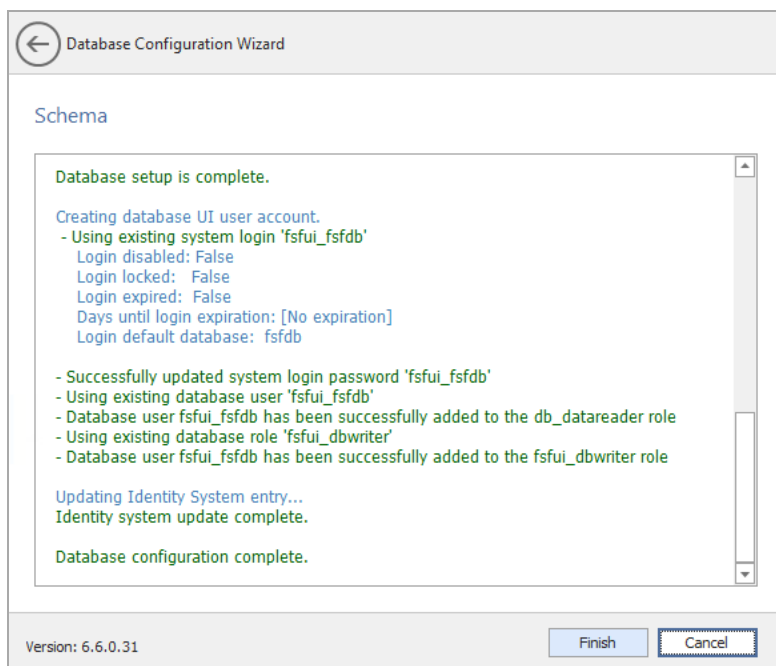 Database Configuration Wizard
Schema
Database setup is complete.
Creating database UI user account.
- Using existing system login 'fsfui_fsfdb'
Login disabled: False
Login locked: False
Login expired: False
Days until login expiration: [No expiration]
Login default database: fsfdb
- Successfully updated system login password 'fsfui_fsfdb'
- Using existing database user 'fsfui_fsfdb'
- Database user fsfui_fsfdb has been successfully added to the db_datareader role
- Using existing database role 'fsfui_dbwriter'
- Database user fsfui_fsfdb has been successfully added to the fsfui_dbwriter role
Updating Identity System entry...
Identity system update complete.
Database configuration complete.
Version: 6.6.0.31
Finish
Cancel